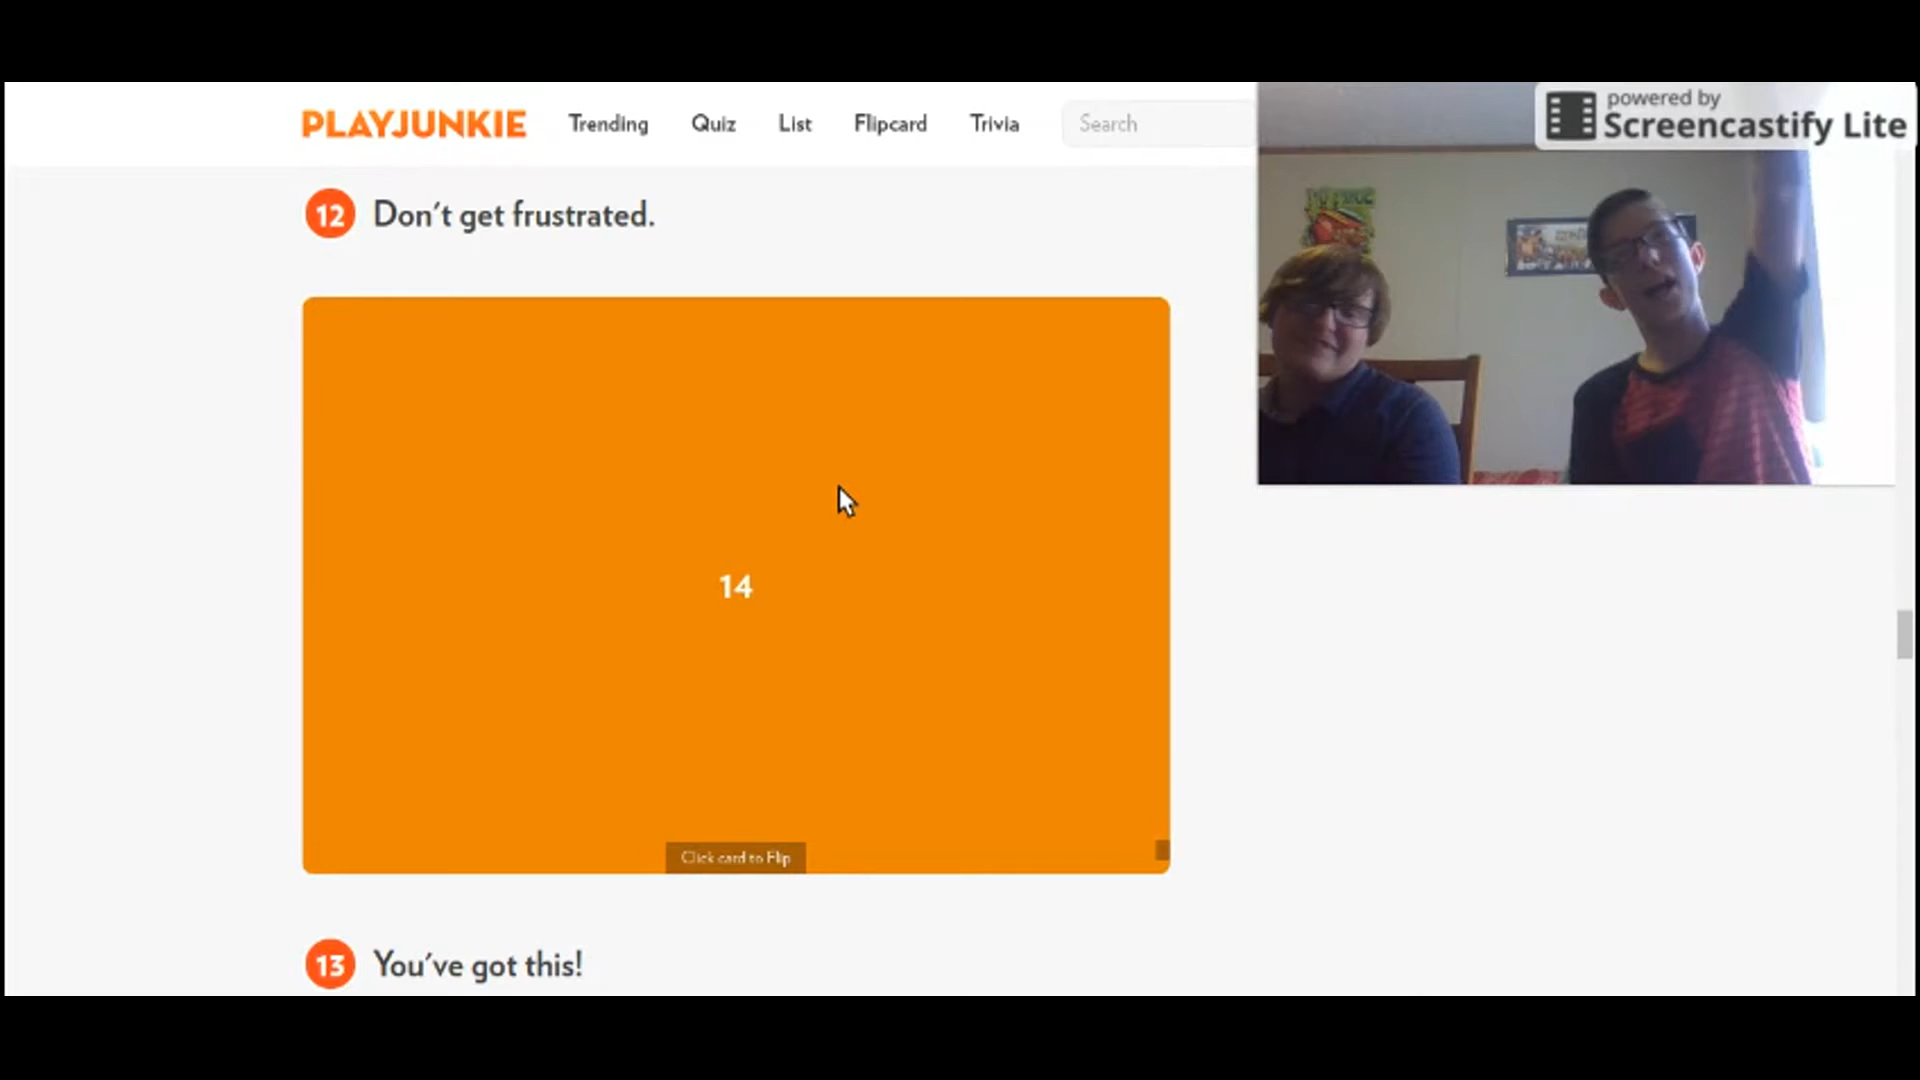 PLAYJUNKIE Trending Quiz List Flipcard Trivia Search
powered by
Screencastify Lite
12 Don't get frustrated.
14
Click card to Flip
13 You've got this!